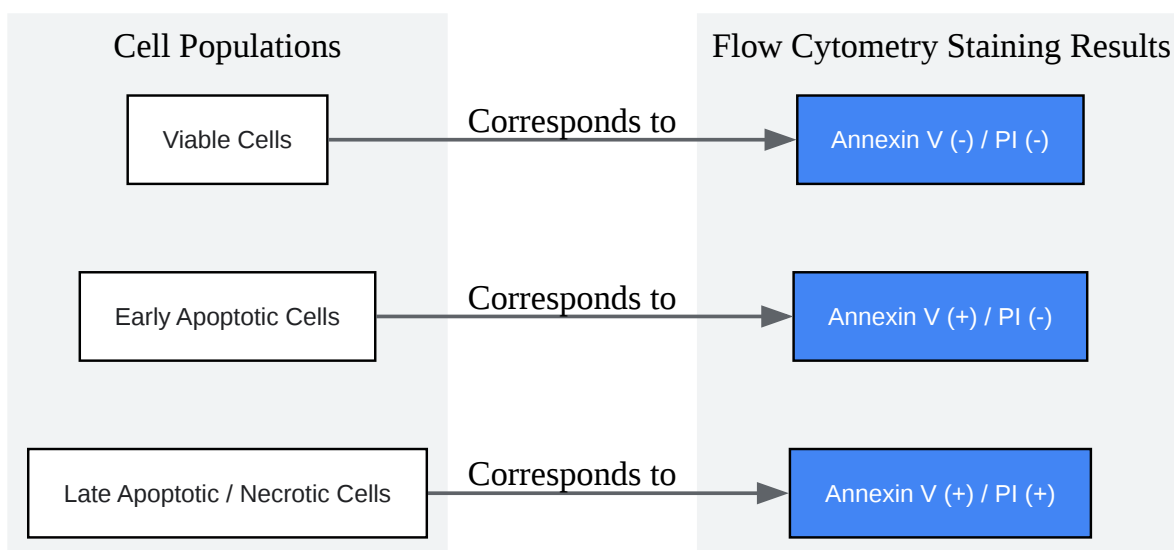 Cell Populations
Flow Cytometry Staining Results
Viable Cells
Corresponds to
Annexin V (-) / PI (-)
Early Apoptotic Cells
Corresponds to
Annexin V (+) / PI (-)
Late Apoptotic / Necrotic Cells
Corresponds to
Annexin V (+) / PI (+)